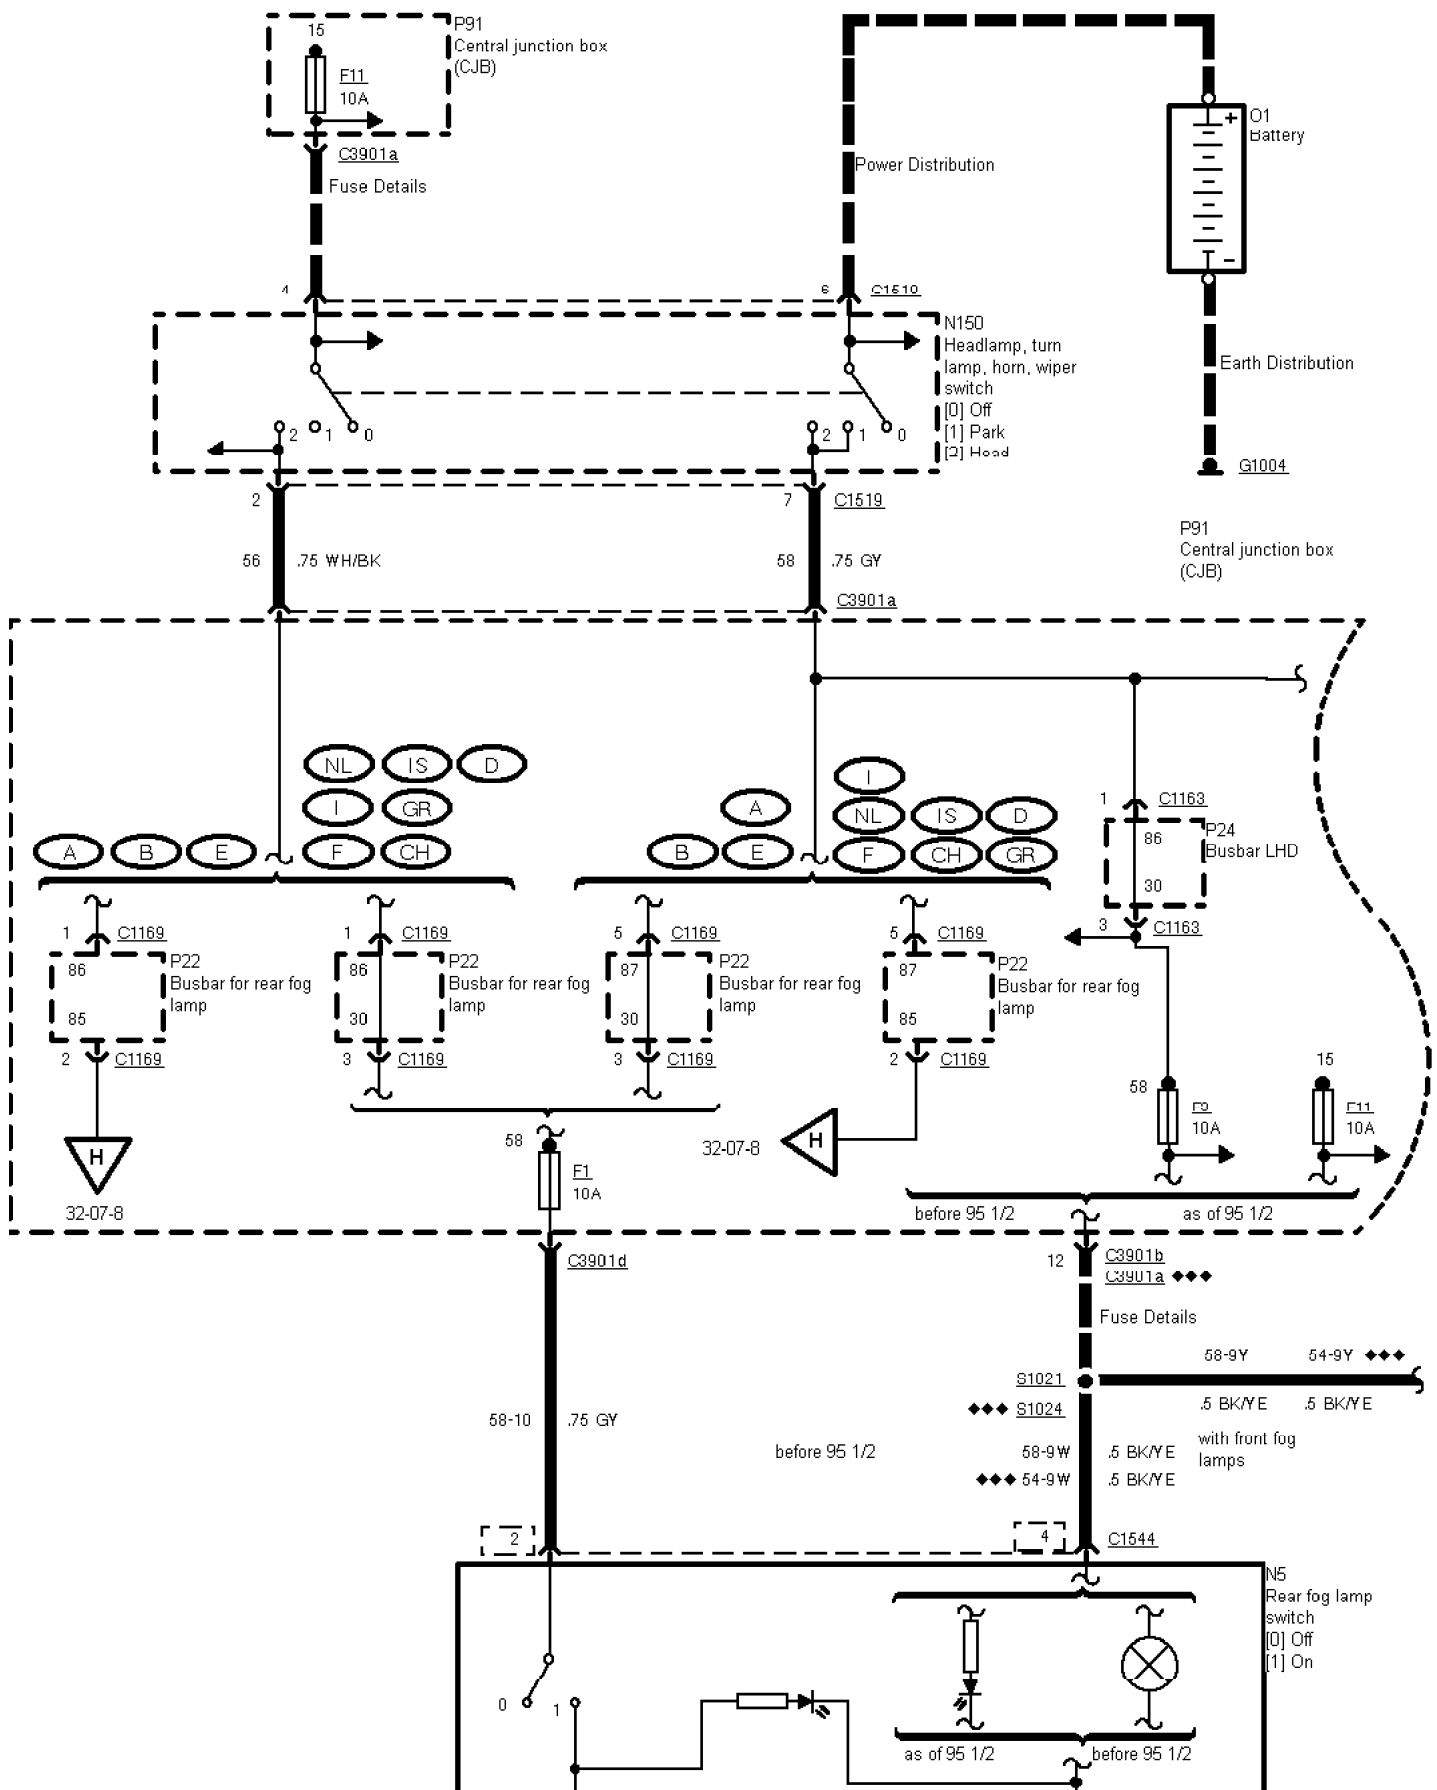 15
P91
Central junction box
(CJB)
F11
10A
C3901a
Fuse Details
Power Distribution
+
O1
Battery
−
Earth Distribution
G1004
4
6
C1519
N150
Headlamp, turn
lamp, horn, wiper
switch
[0] Off
[1] Park
[2] Head
2
1
0
2
1
0
2
7
C1519
56
.75 WH/BK
58
.75 GY
C3901a
P91
Central junction box
(CJB)
NL
IS
D
I
GR
A
B
E
F
CH
I
A
NL
IS
D
B
E
F
CH
GR
1
C1163
86
P24
Busbar LHD
30
3
C1163
1
C1169
86
P22
Busbar for rear fog
lamp
85
2
C1169
H
32-07-8
1
C1169
86
P22
Busbar for rear fog
lamp
30
3
C1169
5
C1169
87
P22
Busbar for rear fog
lamp
30
3
C1169
5
C1169
87
P22
Busbar for rear fog
lamp
85
2
C1169
32-07-8
H
58
F1
10A
58
F9
10A
15
F11
10A
before 95 1/2
as of 95 1/2
C3901d
12
C3901b
C3901a ◆◆◆
Fuse Details
58-9Y
54-9Y ◆◆◆
S1021
.5 BK/YE
.5 BK/YE
◆◆◆ S1024
58-10
.75 GY
before 95 1/2
58-9W
.5 BK/YE
with front fog
lamps
◆◆◆ 54-9W
.5 BK/YE
2
4
C1544
N5
Rear fog lamp
switch
[0] Off
[1] On
0
1
as of 95 1/2
before 95 1/2